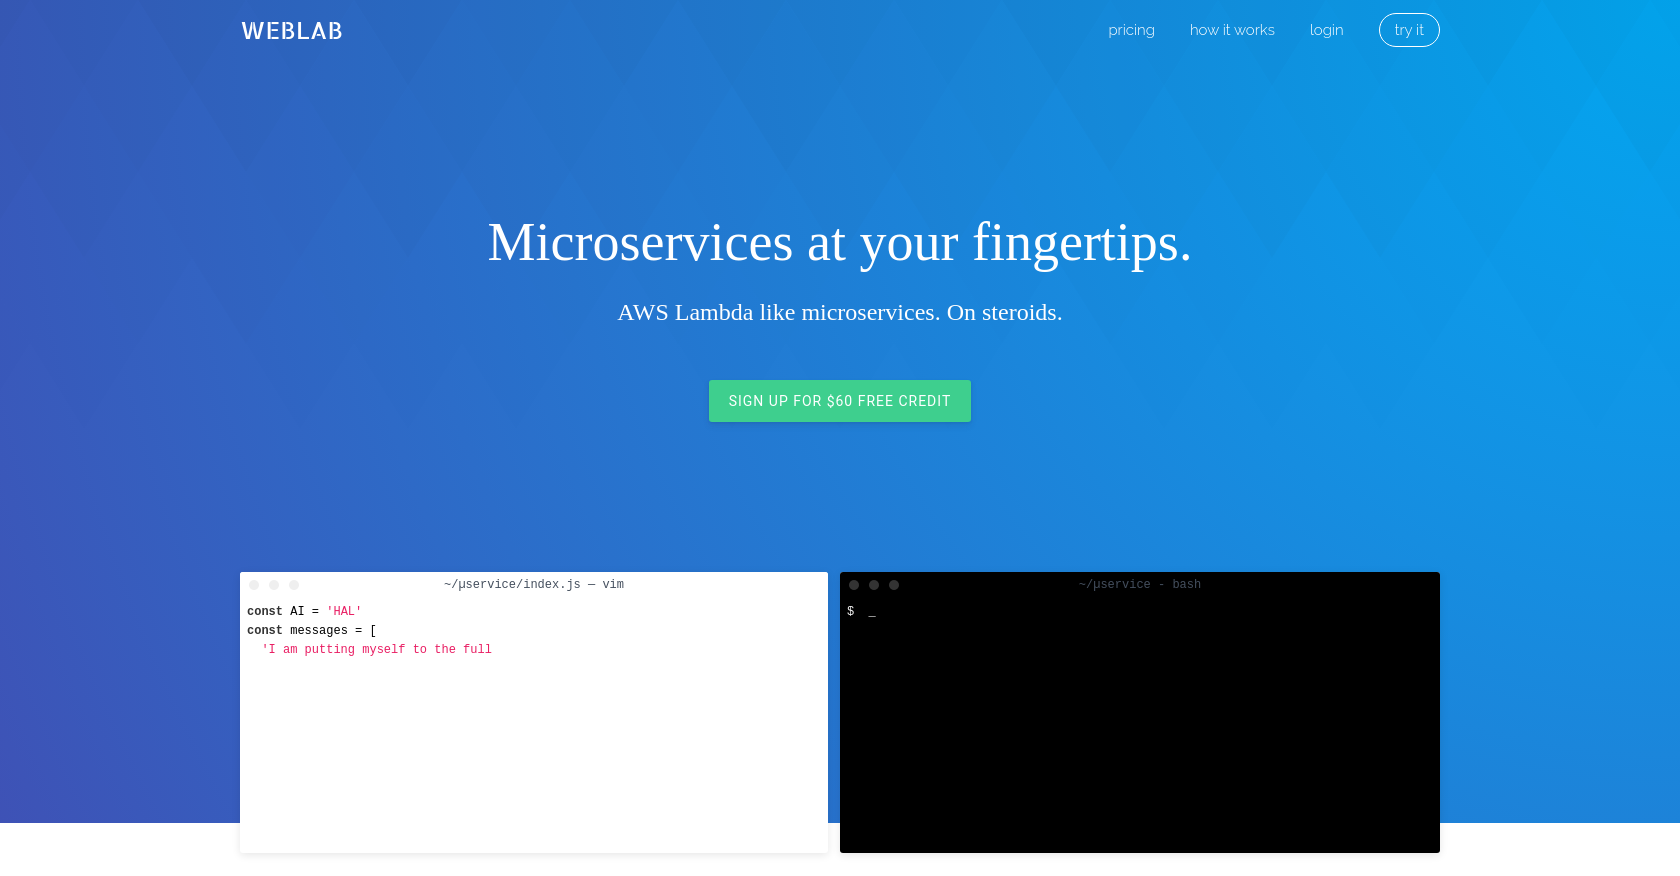 WEBLAB
pricing
how it works
login
try it
Microservices at your fingertips.
AWS Lambda like microservices. On steroids.
SIGN UP FOR $60 FREE CREDIT
~/µservice/index.js — vim
const AI = 'HAL'
const messages = [
'I am putting myself to the full
~/µservice - bash
$ _